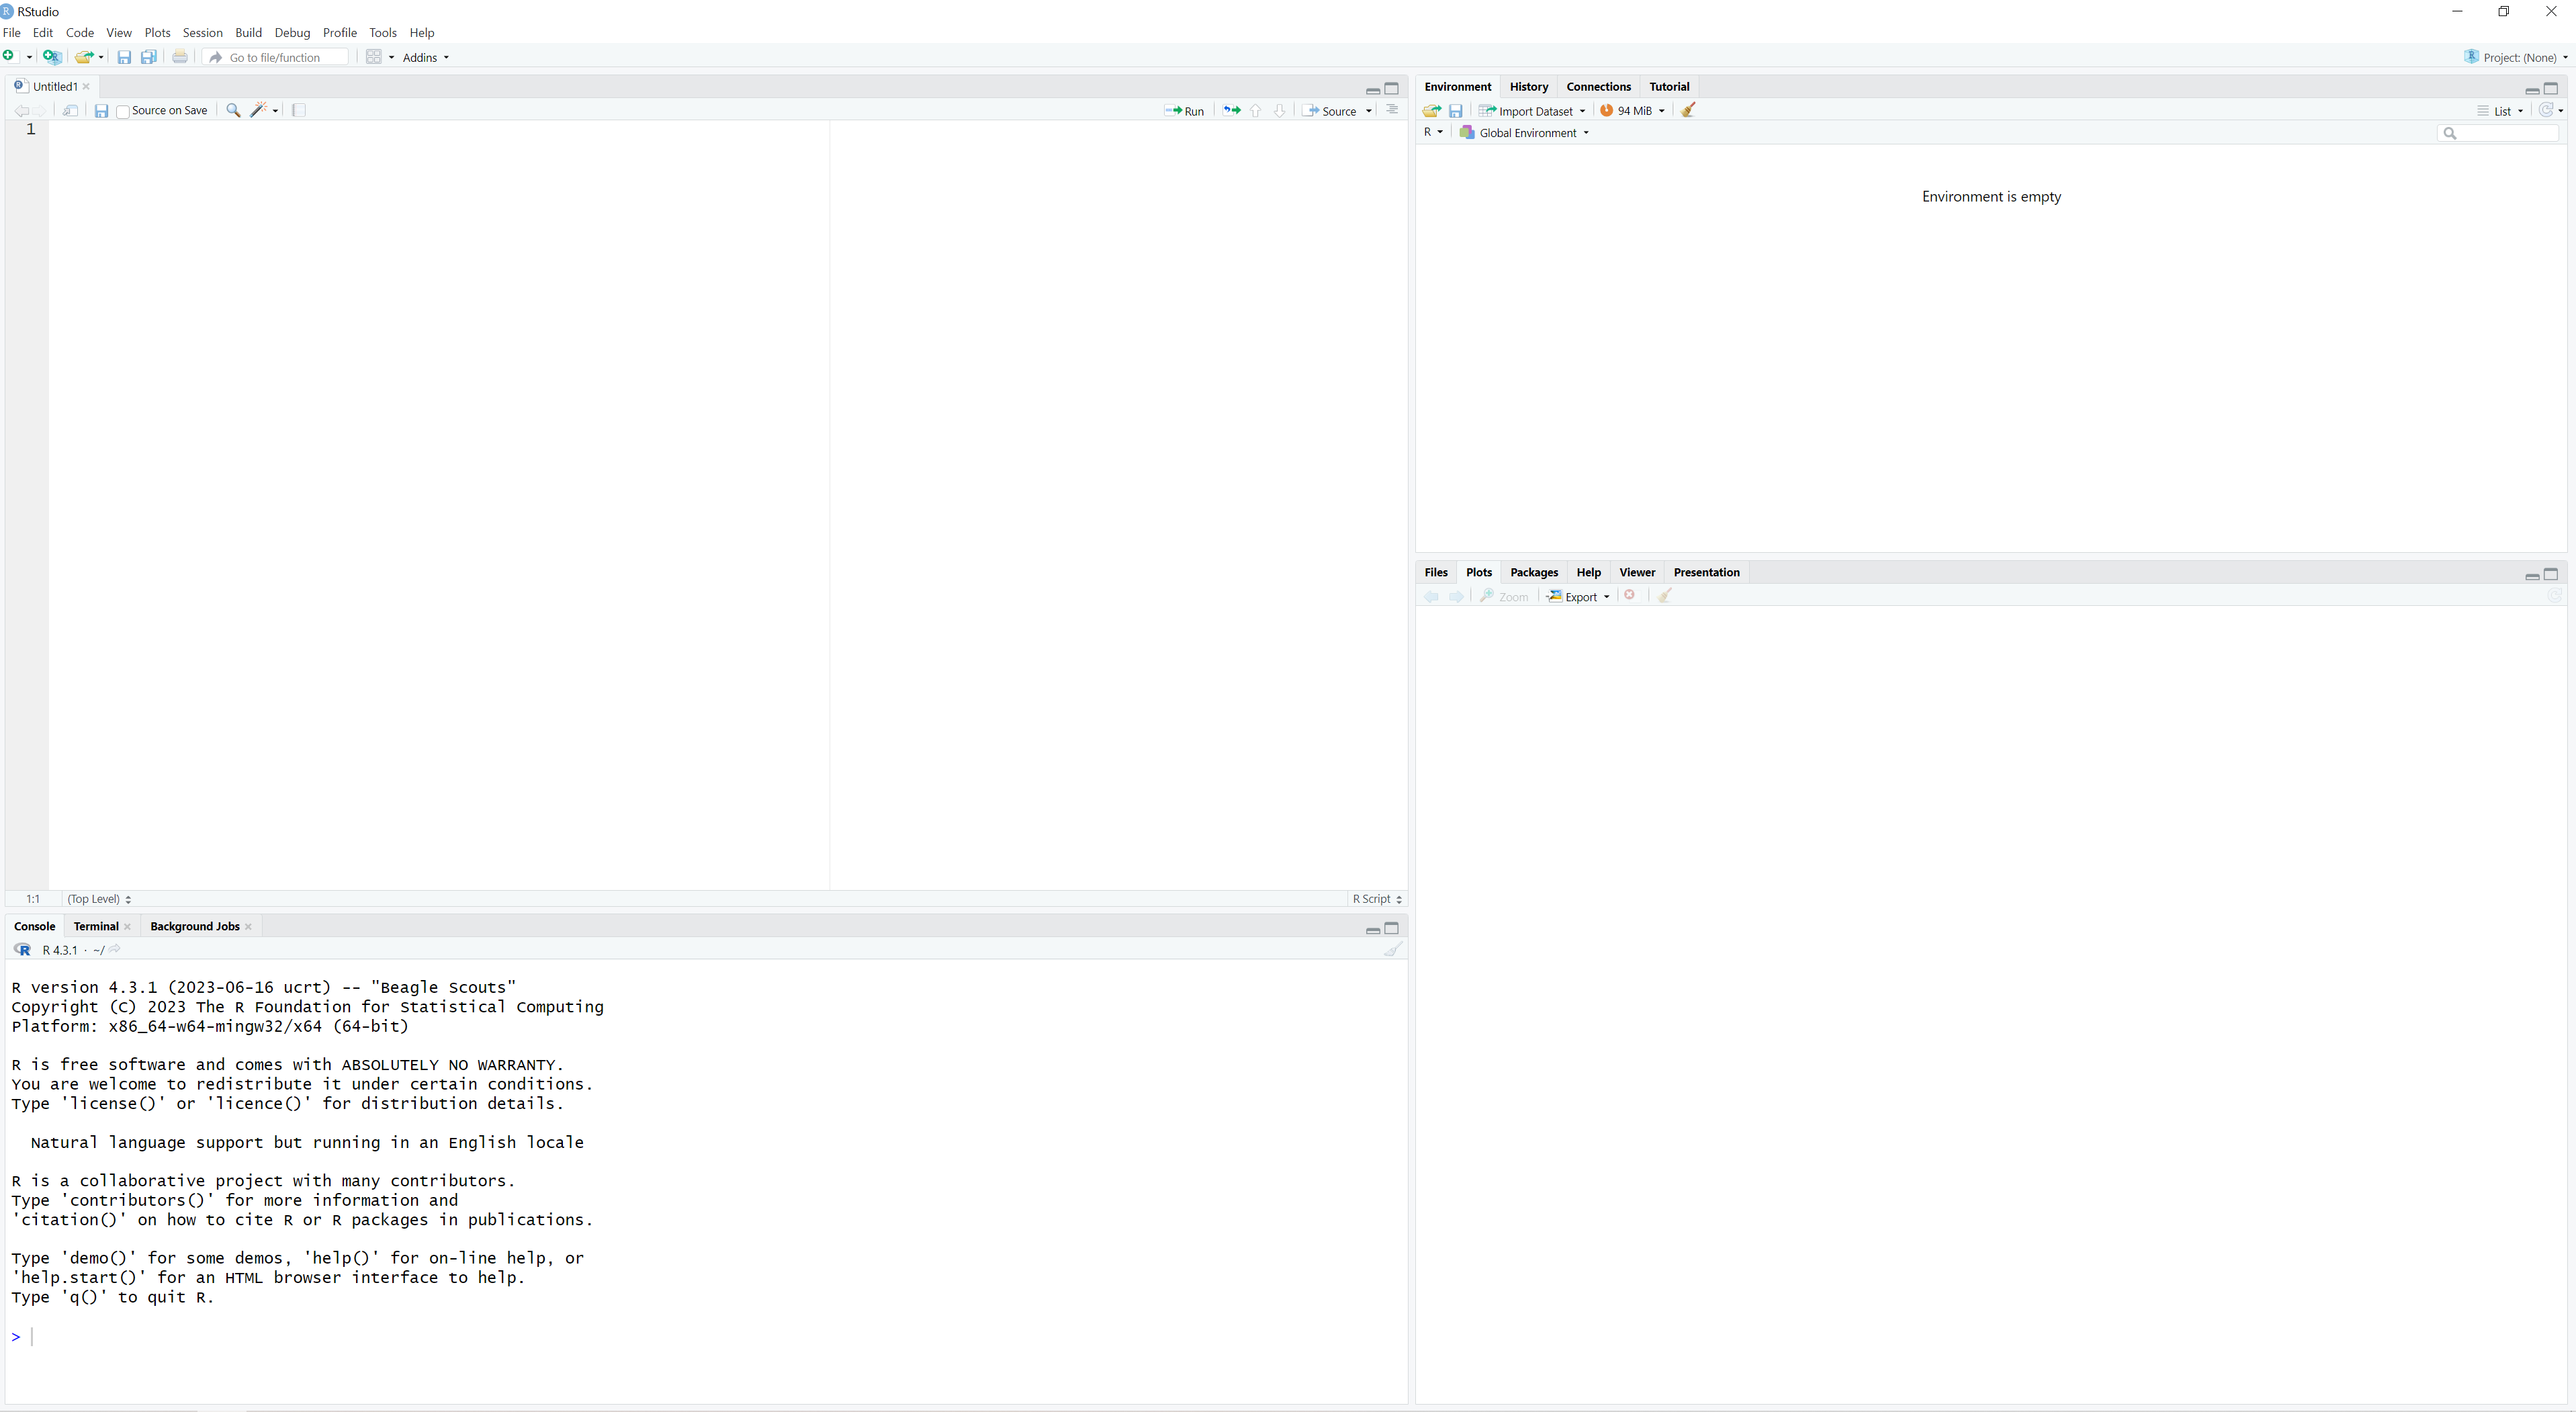 RStudio
File Edit Code View Plots Session Build Debug Profile Tools Help
Go to file/function Addins Project: (None)
Untitled1
Source on Save Run Source
1
1:1 (Top Level) R Script
Console Terminal Background Jobs
R 4.3.1 · ~/
R version 4.3.1 (2023-06-16 ucrt) -- "Beagle Scouts"
Copyright (C) 2023 The R Foundation for Statistical Computing
Platform: x86_64-w64-mingw32/x64 (64-bit)
R is free software and comes with ABSOLUTELY NO WARRANTY.
You are welcome to redistribute it under certain conditions.
Type 'license()' or 'licence()' for distribution details.
Natural language support but running in an English locale
R is a collaborative project with many contributors.
Type 'contributors()' for more information and
'citation()' on how to cite R or R packages in publications.
Type 'demo()' for some demos, 'help()' for on-line help, or
'help.start()' for an HTML browser interface to help.
Type 'q()' to quit R.
>
Environment History Connections Tutorial
Import Dataset 94 MiB List
R Global Environment
Environment is empty
Files Plots Packages Help Viewer Presentation
Zoom Export